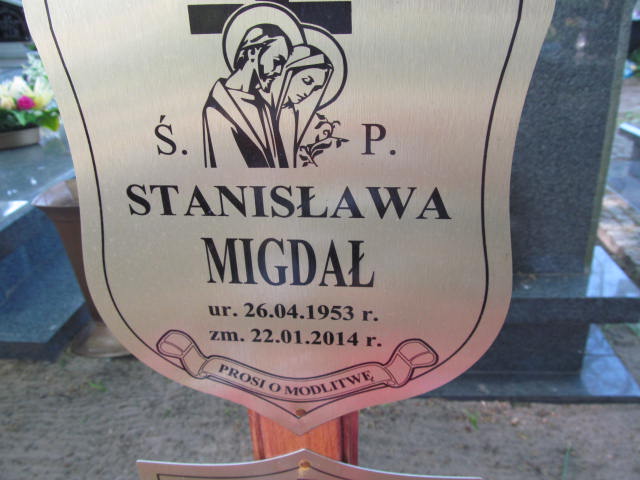 Ś. P.
STANISŁAWA
MIGDAŁ
ur. 26.04.1953 r.
zm. 22.01.2014 r.
PROSI O MODLITWĘ